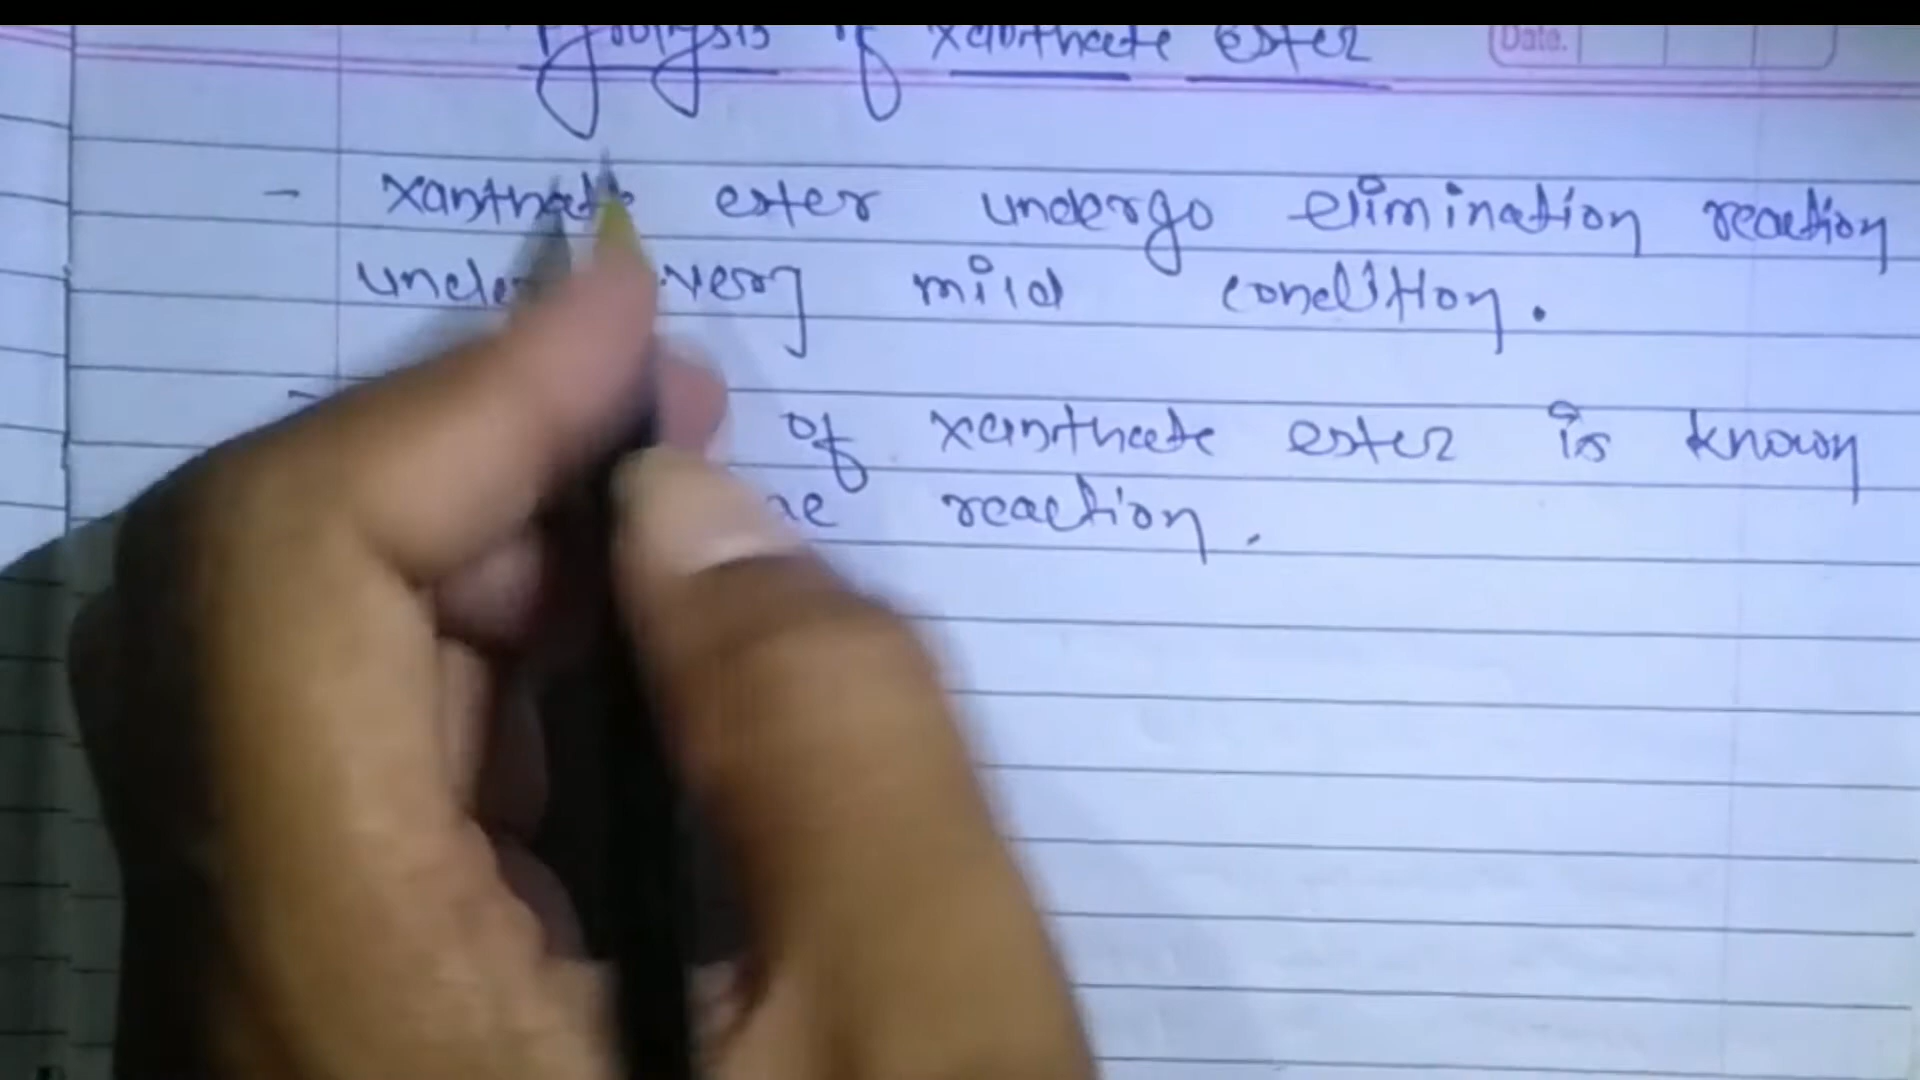 of xanthate ester
Date.
- xanthate ester undergo elimination reaction
under very mild condition.
- of xanthate ester is known
reaction.